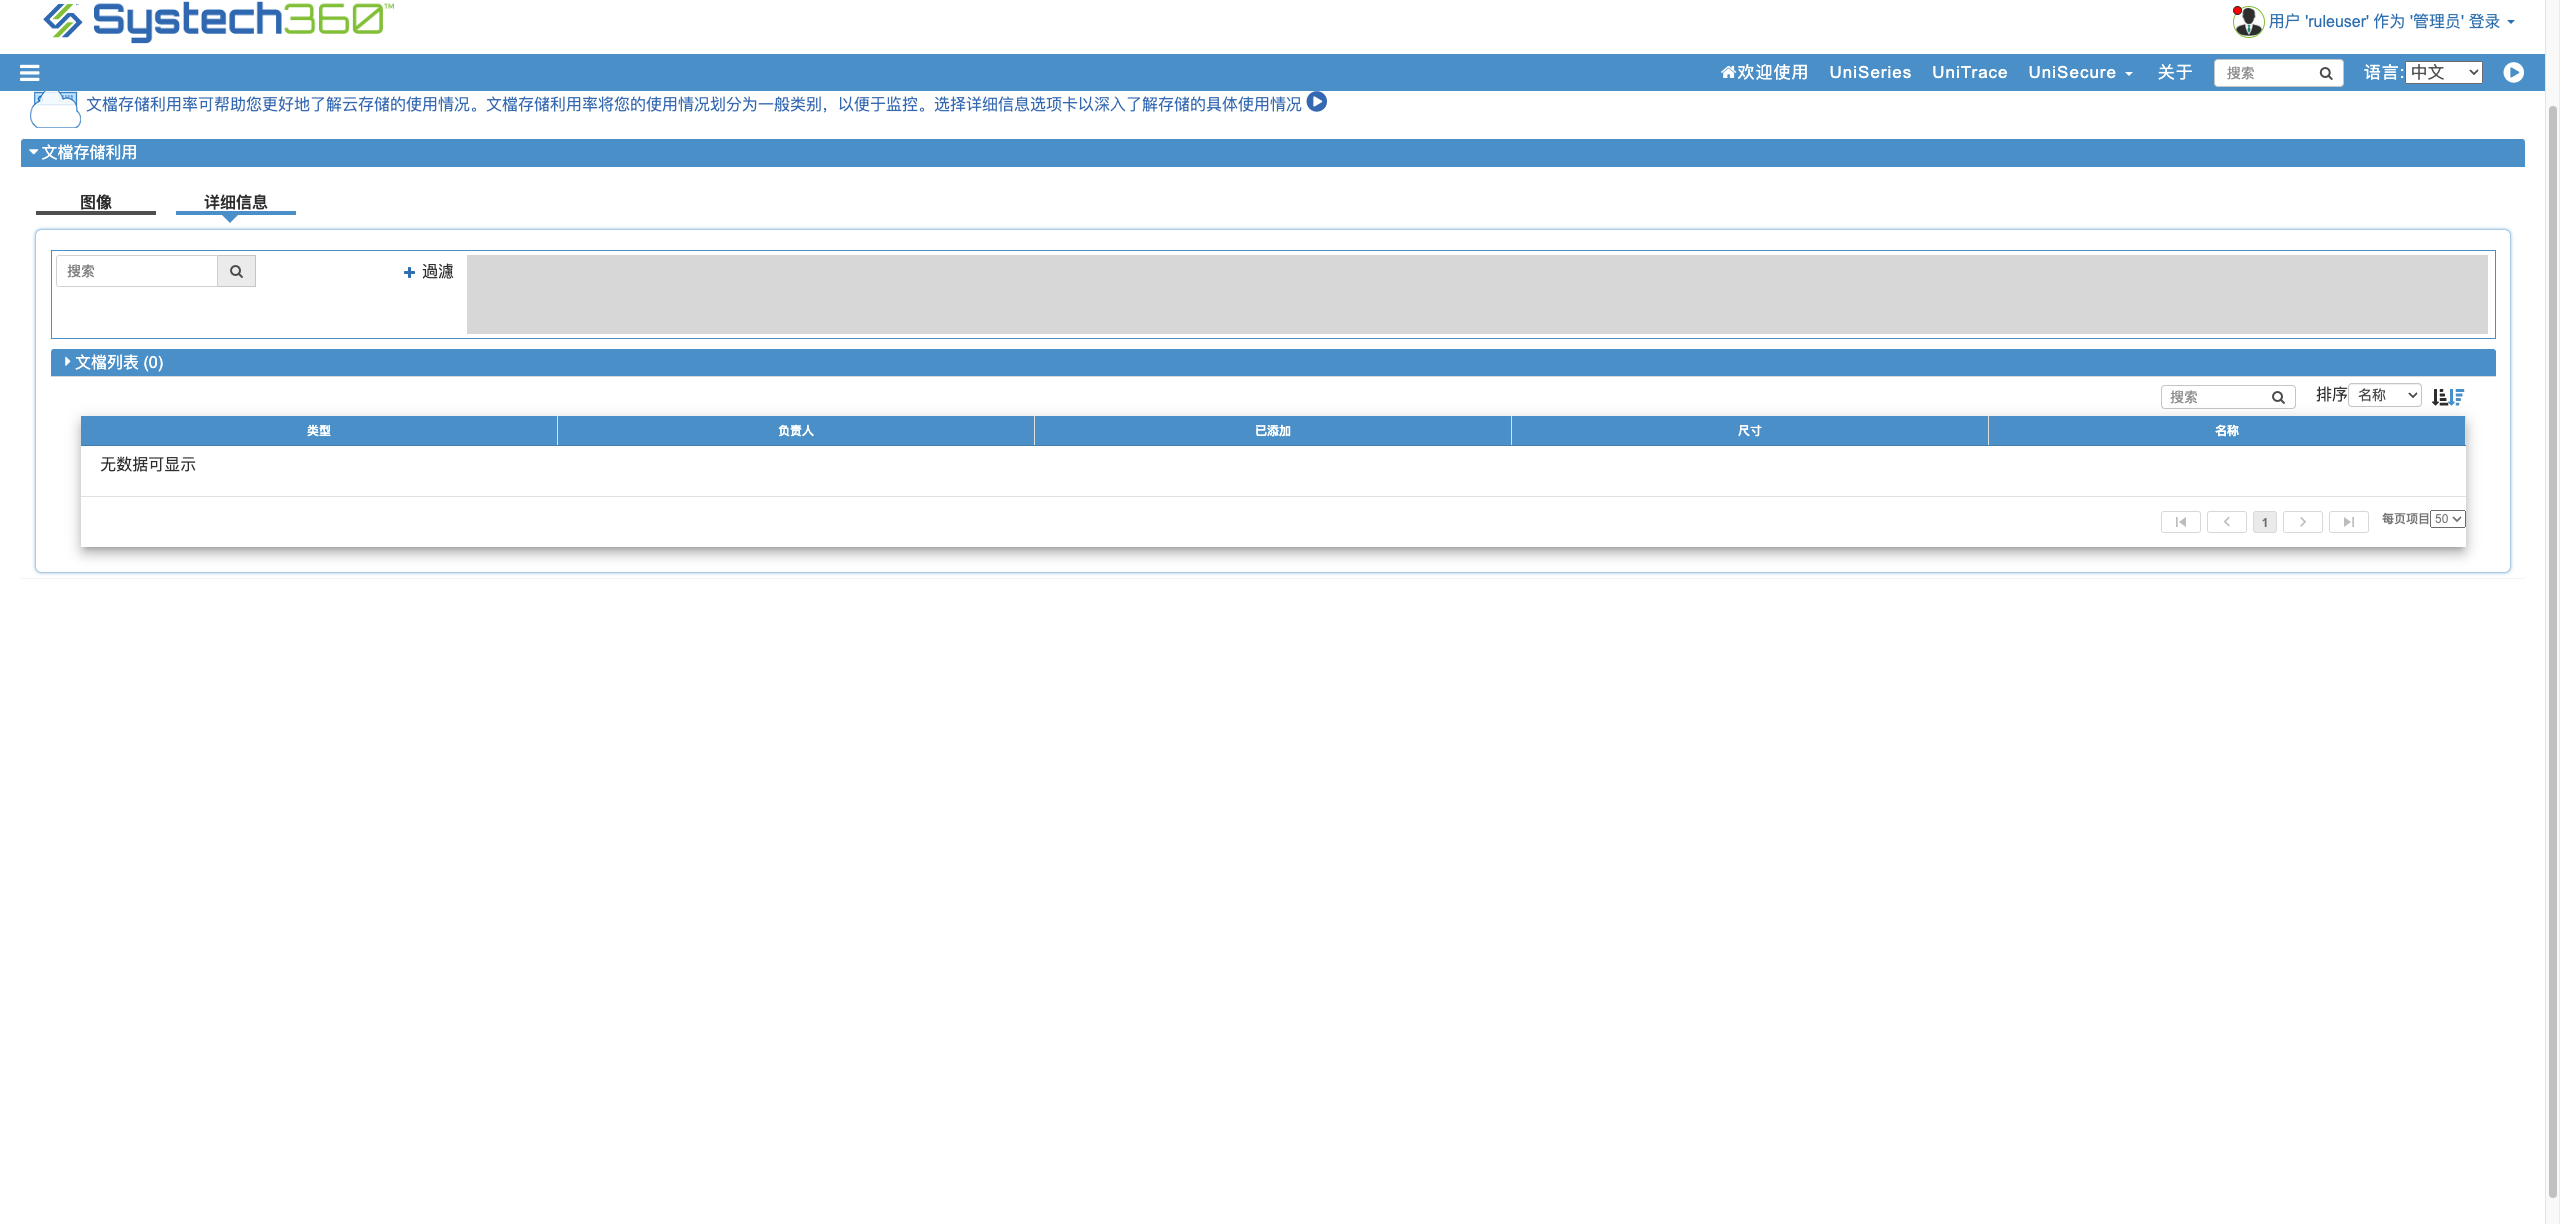 Systech360™
用户 'ruleuser' 作为 '管理员' 登录
欢迎使用 UniSeries UniTrace UniSecure 关于 搜索 语言: 中文
文檔存储利用率可帮助您更好地了解云存储的使用情况。文檔存储利用率将您的使用情况划分为一般类别，以便于监控。选择详细信息选项卡以深入了解存储的具体使用情况
文檔存储利用
图像 详细信息
搜索 過濾
文檔列表 (0)
搜索 排序 名称
类型 负责人 已添加 尺寸 名称
无数据可显示
1 每页项目 50